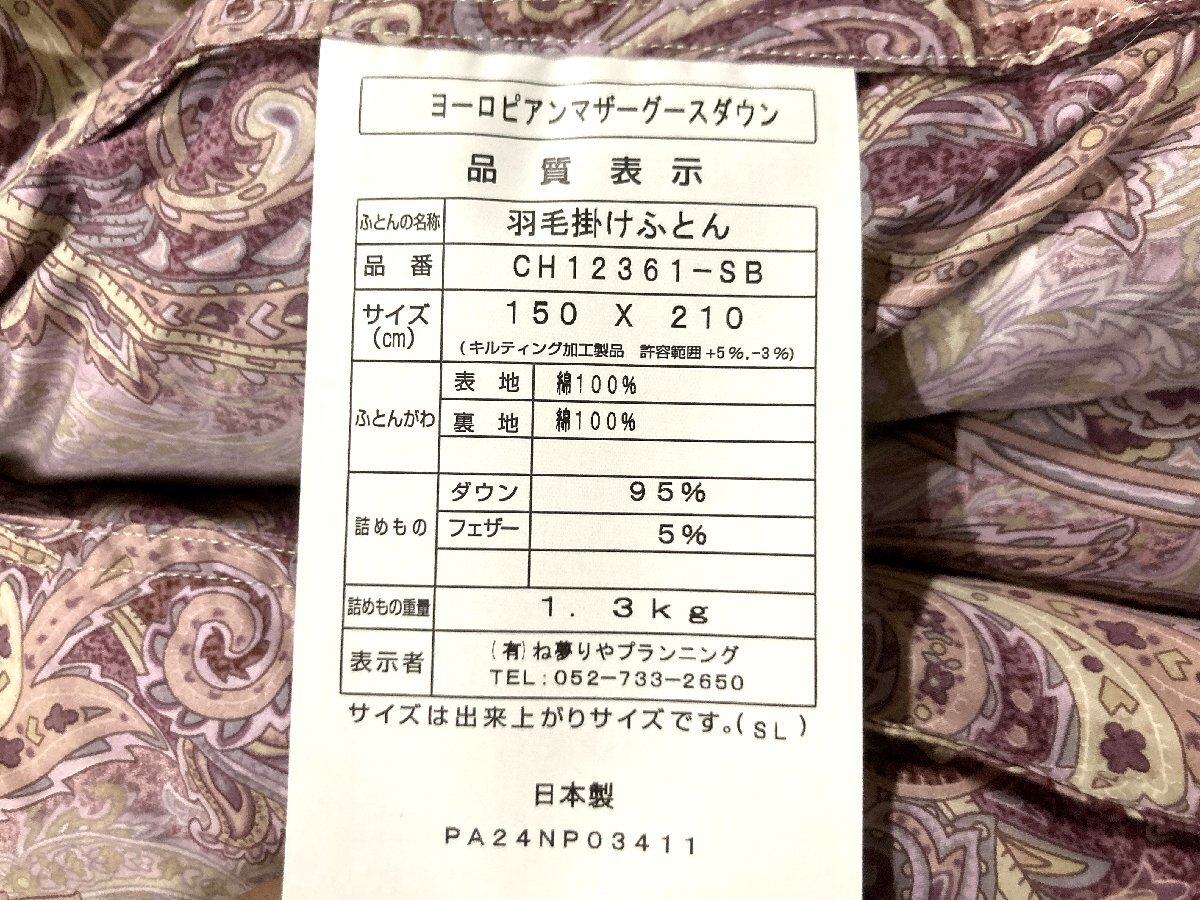 ヨーロピアンマザーグースダウン
品質表示
ふとんの名称 羽毛掛けふとん
品番 CH12361-SB
サイズ(cm) 150 X 210
(キルティング加工製品 許容範囲+5%.-3%)
ふとんがわ 表地 綿100%
裏地 綿100%
詰めもの ダウン 95%
フェザー 5%
詰めもの重量 1.3kg
表示者 (有)ね夢りやプランニング
TEL:052-733-2650
サイズは出来上がりサイズです。(SL)
日本製
PA24NP03411